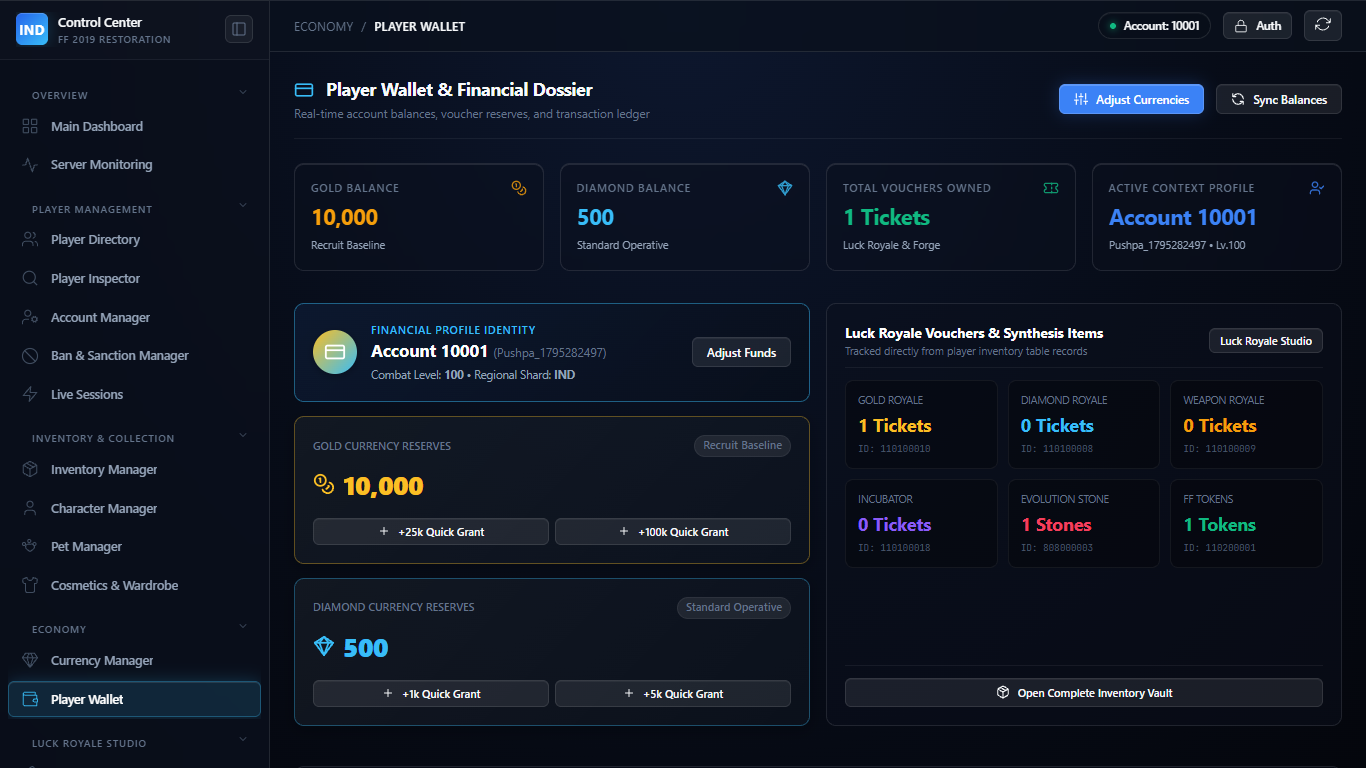 IND
Control Center
FF 2019 RESTORATION
OVERVIEW
Main Dashboard
Server Monitoring
PLAYER MANAGEMENT
Player Directory
Player Inspector
Account Manager
Ban & Sanction Manager
Live Sessions
INVENTORY & COLLECTION
Inventory Manager
Character Manager
Pet Manager
Cosmetics & Wardrobe
ECONOMY
Currency Manager
Player Wallet
LUCK ROYALE STUDIO
ECONOMY / PLAYER WALLET
Account: 10001
Auth
Player Wallet & Financial Dossier
Real-time account balances, voucher reserves, and transaction ledger
Adjust Currencies
Sync Balances
GOLD BALANCE
10,000
Recruit Baseline
DIAMOND BALANCE
500
Standard Operative
TOTAL VOUCHERS OWNED
1 Tickets
Luck Royale & Forge
ACTIVE CONTEXT PROFILE
Account 10001
Pushpa_1795282497 • Lv.100
FINANCIAL PROFILE IDENTITY
Account 10001 (Pushpa_1795282497)
Combat Level: 100 • Regional Shard: IND
Adjust Funds
GOLD CURRENCY RESERVES
Recruit Baseline
10,000
+25k Quick Grant
+100k Quick Grant
DIAMOND CURRENCY RESERVES
Standard Operative
500
+1k Quick Grant
+5k Quick Grant
Luck Royale Vouchers & Synthesis Items
Tracked directly from player inventory table records
Luck Royale Studio
GOLD ROYALE
1 Tickets
ID: 110100010
DIAMOND ROYALE
0 Tickets
ID: 110100008
WEAPON ROYALE
0 Tickets
ID: 110100009
INCUBATOR
0 Tickets
ID: 110100018
EVOLUTION STONE
1 Stones
ID: 808000003
FF TOKENS
1 Tokens
ID: 110200001
Open Complete Inventory Vault